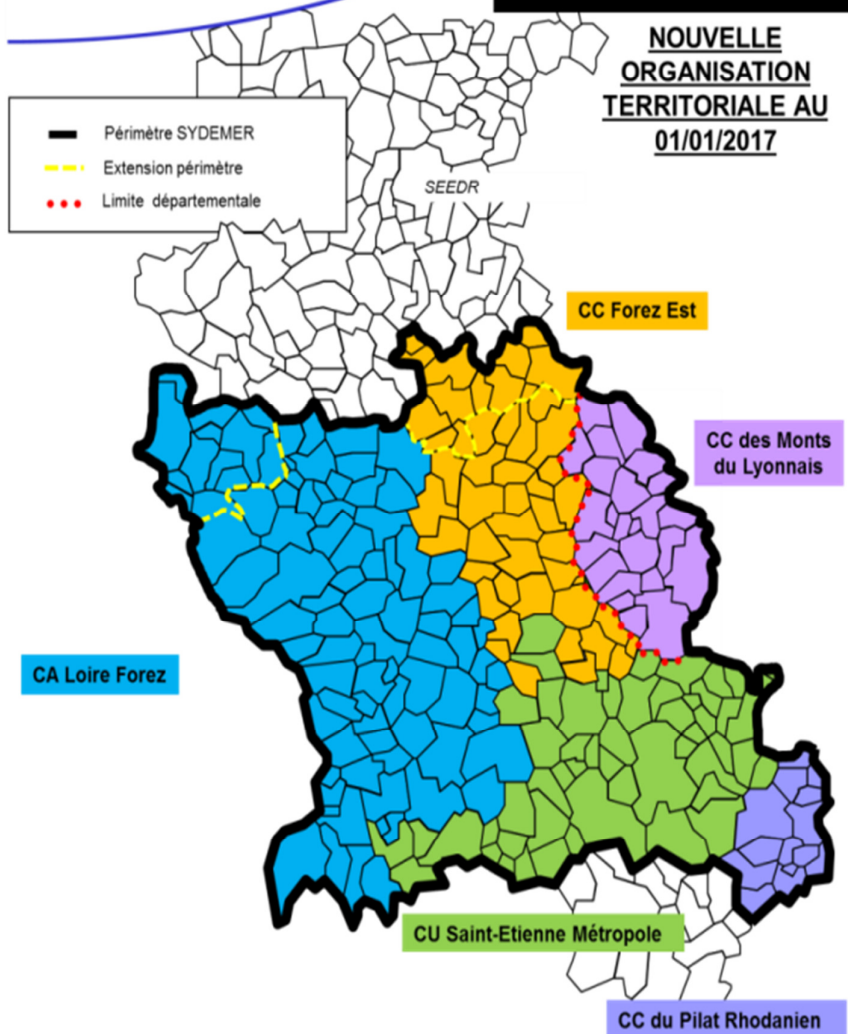 NOUVELLE
ORGANISATION
TERRITORIALE AU
01/01/2017
Périmètre SYDEMER
Extension périmètre
Limite départementale
SEEDR
CC Forez Est
CC des Monts
du Lyonnais
CA Loire Forez
CU Saint-Etienne Métropole
CC du Pilat Rhodanien